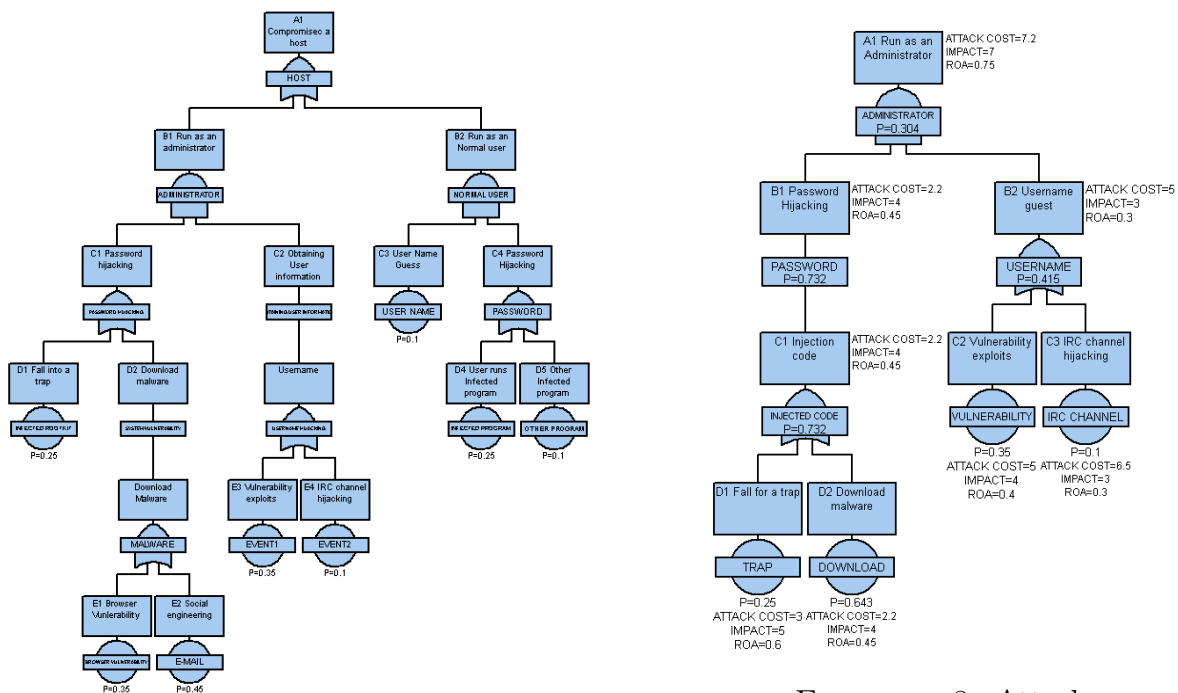 A1
Compromisec a
host
HOST
B1 Run as an
administrator
ADMINISTRATOR
B2 Run as an
Normal user
NORMAL USER
C1 Password
hijacking
PASSWORD HIJACKING
C2 Obtaining
User
information
C3 User Name
Guess
USER NAME
P=0.1
C4 Password
Hijacking
PASSWORD
D1 Fall into a
trap
P=0.25
D2 Download
malware
SYSTEM VULNERABILITY
Username
D4 User runs
Infected
program
INFECTED PROGRAM
P=0.25
D5 Other
Infected
program
OTHER PROGRAM
P=0.1
Download
Malware
MALWARE
E3 Vulnerability
exploits
EVENT1
P=0.35
E4 IRC channel
hijacking
EVENT2
P=0.1
E1 Browser
Vunlerability
BROWSER VULNERABILITY
P=0.35
E2 Social
engineering
E-MAIL
P=0.45
A1 Run as an
Administrator
ATTACK COST=7.2
IMPACT=7
ROA=0.75
ADMINISTRATOR
P=0.304
B1 Password
Hijacking
ATTACK COST=2.2
IMPACT=4
ROA=0.45
PASSWORD
P=0.732
B2 Username
guest
ATTACK COST=5
IMPACT=3
ROA=0.3
USERNAME
P=0.415
C1 Injection
code
ATTACK COST=2.2
IMPACT=4
ROA=0.45
INJECTED CODE
P=0.732
C2 Vulnerability
exploits
VULNERABILITY
P=0.35
ATTACK COST=5
IMPACT=4
ROA=0.4
C3 IRC channel
hijacking
IRC CHANNEL
P=0.1
ATTACK COST=6.5
IMPACT=3
ROA=0.3
D1 Fall for a trap
TRAP
P=0.25
ATTACK COST=3
IMPACT=5
ROA=0.6
D2 Download
malware
DOWNLOAD
P=0.643
ATTACK COST=2.2
IMPACT=4
ROA=0.45